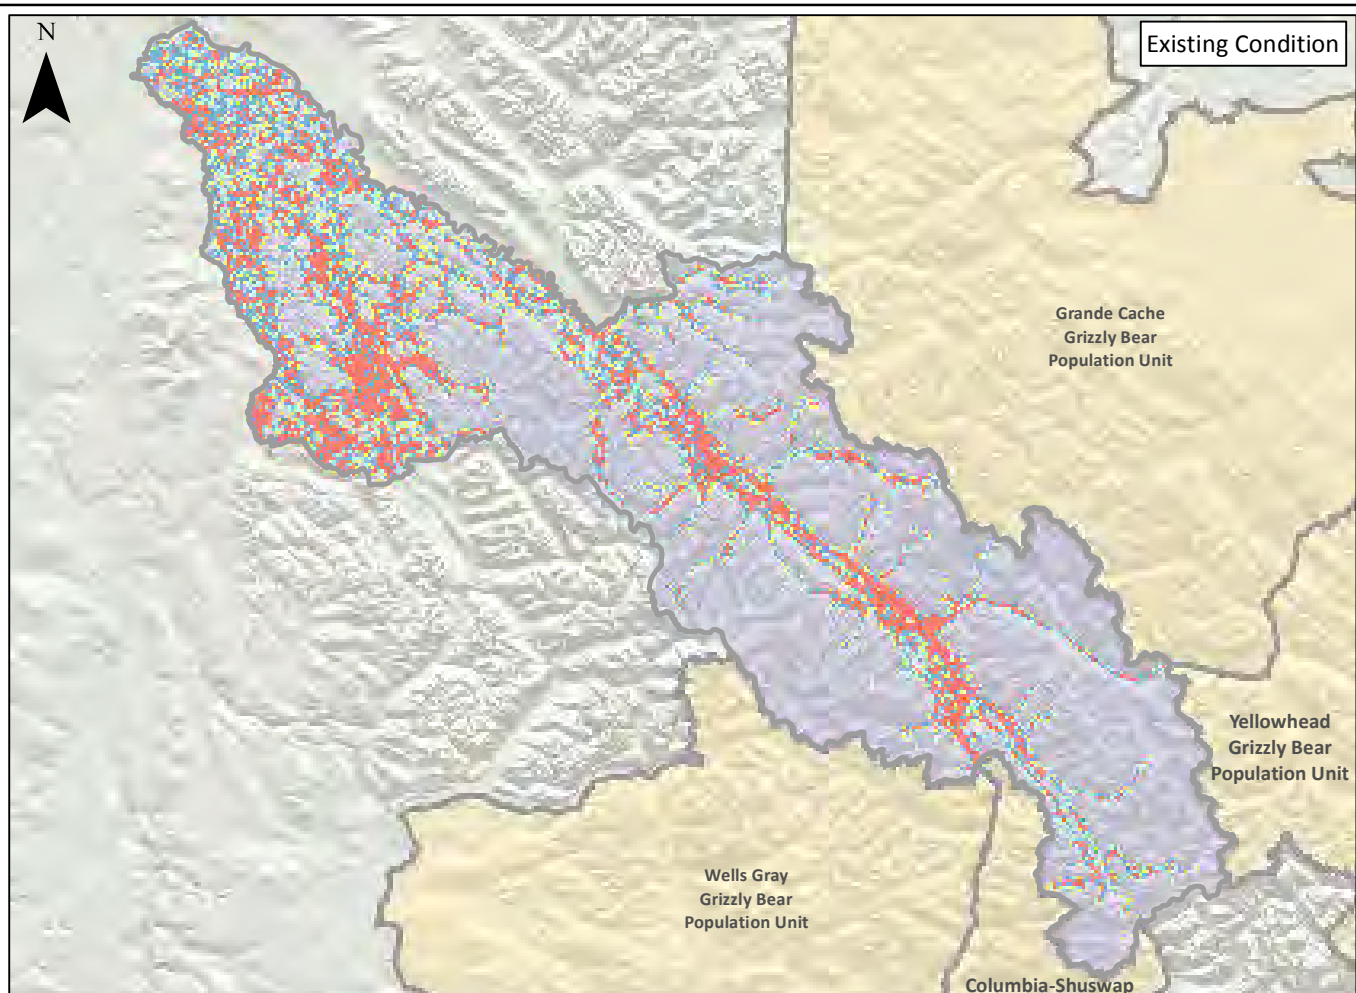 N
Existing Condition
Grande Cache
Grizzly Bear
Population Unit
Yellowhead
Grizzly Bear
Population Unit
Wells Gray
Grizzly Bear
Population Unit
Columbia-Shuswap